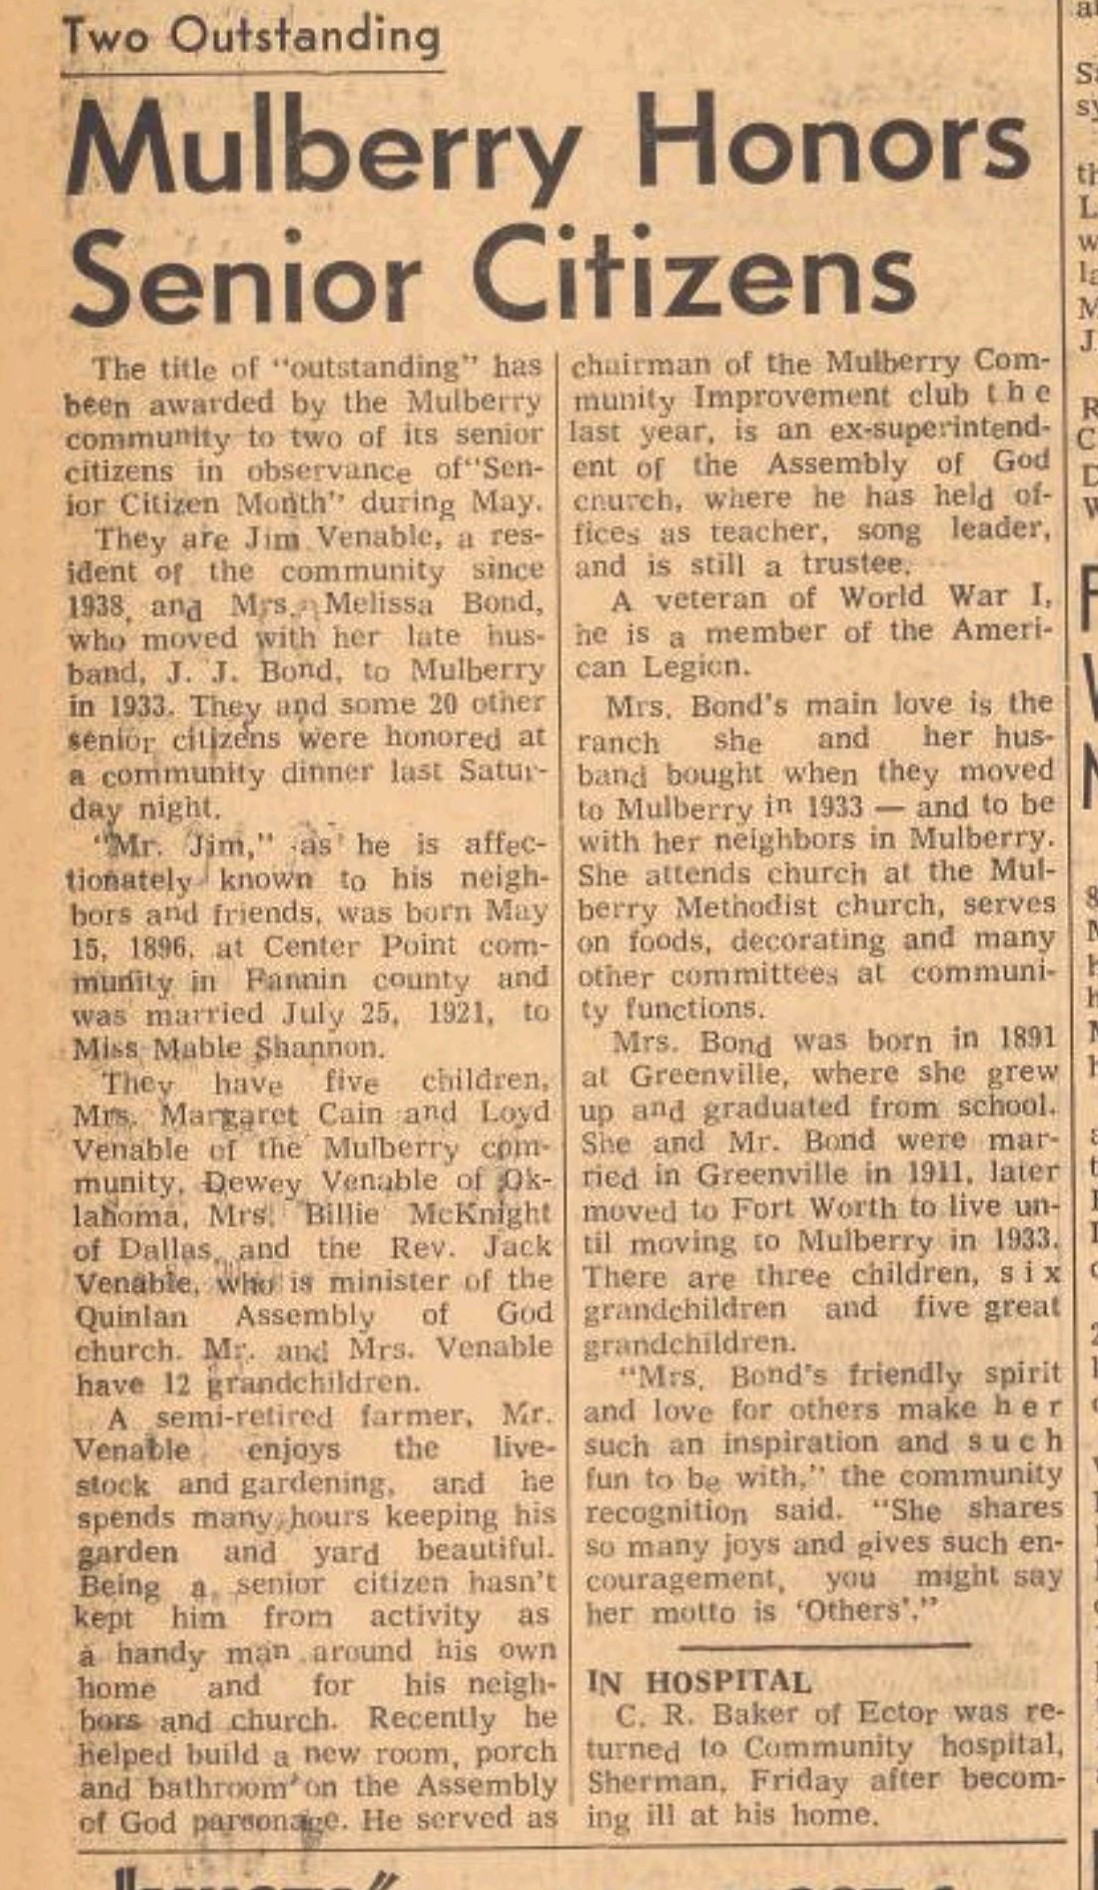 Two Outstanding
Mulberry Honors
Senior Citizens
The title of "outstanding" has
been awarded by the Mulberry
community to two of its senior
citizens in observance of "Sen-
ior Citizen Month" during May.
They are Jim Venable, a res-
ident of the community since
1938, and Mrs. Melissa Bond,
who moved with her late hus-
band, J. J. Bond, to Mulberry
in 1933. They and some 20 other
senior citizens were honored at
a community dinner last Satur-
day night.
"Mr. Jim," as he is affec-
tionately known to his neigh-
bors and friends, was born May
15, 1896, at Center Point com-
munity in Fannin county and
was married July 25, 1921, to
Miss Mable Shannon.
They have five children,
Mrs. Margaret Cain and Loyd
Venable of the Mulberry com-
munity, Dewey Venable of Ok-
lahoma, Mrs. Billie McKnight
of Dallas, and the Rev. Jack
Venable, who is minister of the
Quinlan Assembly of God
church. Mr. and Mrs. Venable
have 12 grandchildren.
A semi-retired farmer, Mr.
Venable enjoys the live-
stock and gardening, and he
spends many hours keeping his
garden and yard beautiful.
Being a senior citizen hasn't
kept him from activity as
a handy man around his own
home and for his neigh-
bors and church. Recently he
helped build a new room, porch
and bathroom on the Assembly
of God parsonage. He served as
chairman of the Mulberry Com-
munity Improvement club the
last year, is an ex-superintend-
ent of the Assembly of God
church, where he has held of-
fices as teacher, song leader,
and is still a trustee.
A veteran of World War I,
he is a member of the Ameri-
can Legion.
Mrs. Bond's main love is the
ranch she and her hus-
band bought when they moved
to Mulberry in 1933 — and to be
with her neighbors in Mulberry.
She attends church at the Mul-
berry Methodist church, serves
on foods, decorating and many
other committees at communi-
ty functions.
Mrs. Bond was born in 1891
at Greenville, where she grew
up and graduated from school.
She and Mr. Bond were mar-
ried in Greenville in 1911, later
moved to Fort Worth to live un-
til moving to Mulberry in 1933.
There are three children, six
grandchildren and five great
grandchildren.
"Mrs. Bond's friendly spirit
and love for others make her
such an inspiration and such
fun to be with," the community
recognition said. "She shares
so many joys and gives such en-
couragement, you might say
her motto is 'Others'."
IN HOSPITAL
C. R. Baker of Ector was re-
turned to Community hospital,
Sherman, Friday after becom-
ing ill at his home.